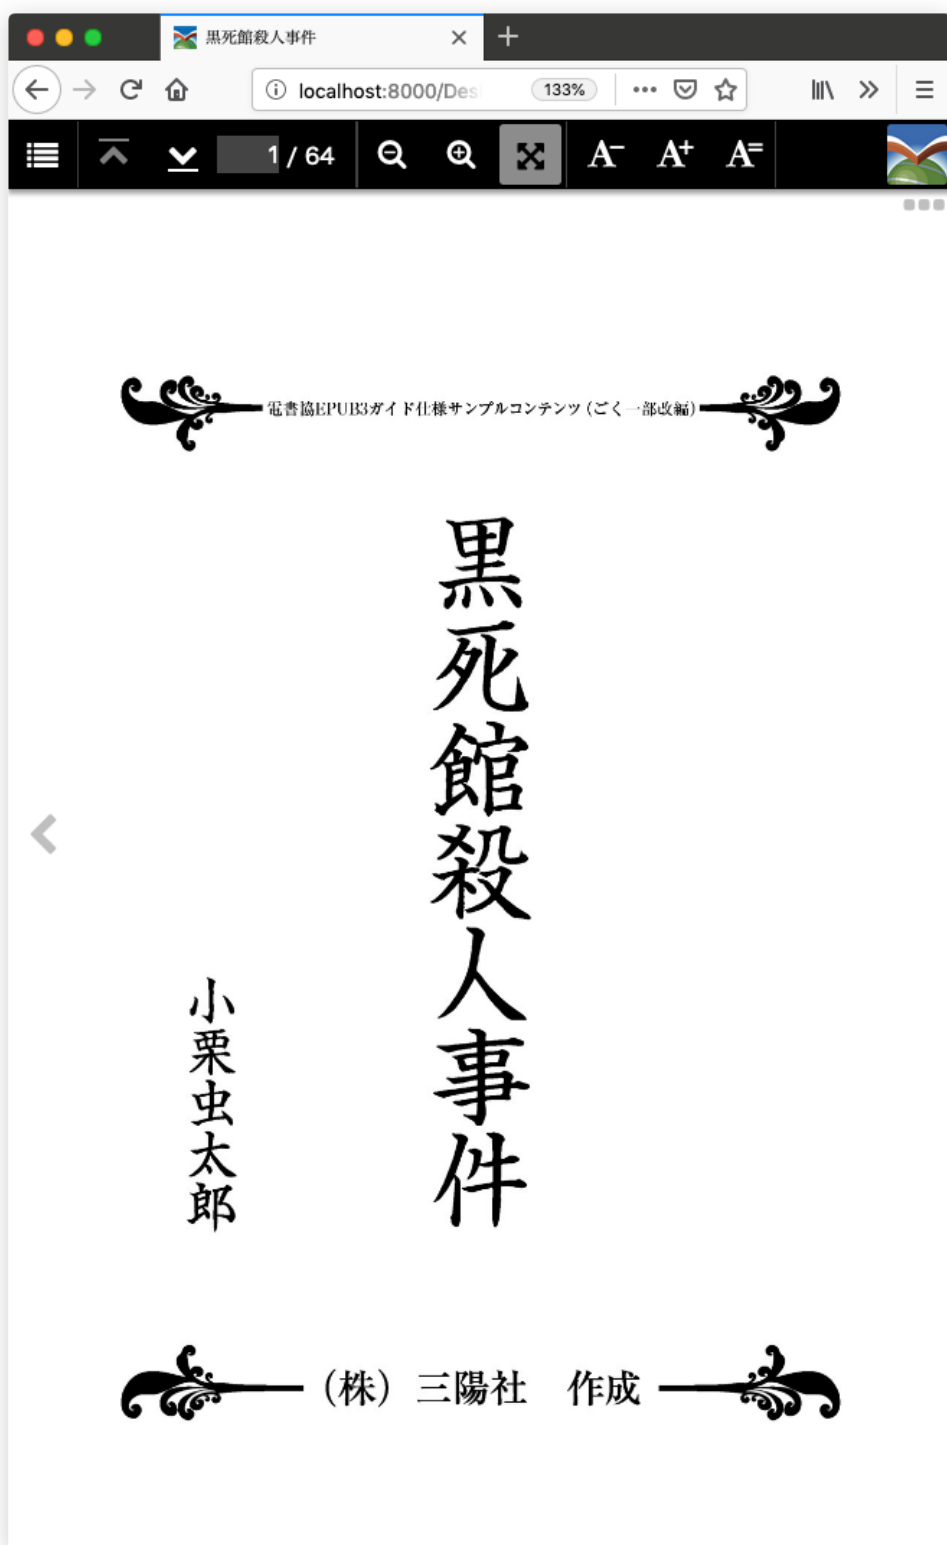 黒死館殺人事件
localhost:8000/Des
133%
1 / 64
A- A+ A=
電書協EPUB3ガイド仕様サンプルコンテンツ(ごく一部改編)
黒死館殺人事件
小栗虫太郎
(株) 三陽社　作成